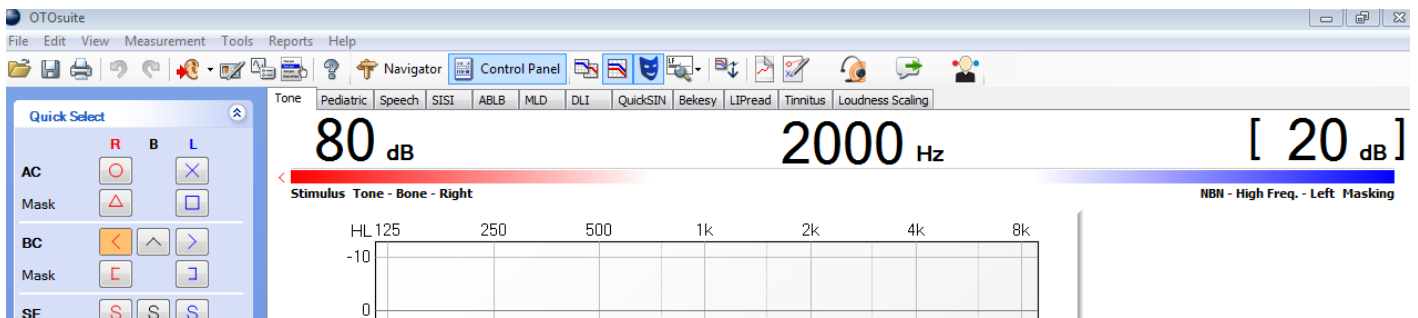 OTOsuite
File Edit View Measurement Tools Reports Help
Navigator Control Panel
Tone Pediatric Speech SISI ABLB MLD DLI QuickSIN Bekesy LIPread Tinnitus Loudness Scaling
Quick Select
R B L
AC
Mask
BC
Mask
SF S S S
80 dB 2000 Hz [ 20 dB ]
Stimulus Tone - Bone - Right NBN - High Freq. - Left Masking
HL 125 250 500 1k 2k 4k 8k
-10
0